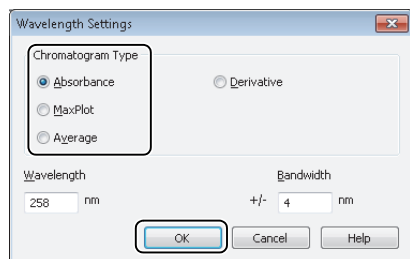 Wavelength Settings
Chromatogram Type
Absorbance
Derivative
MaxPlot
Average
Wavelength
Bandwidth
258 nm
+/- 4 nm
OK Cancel Help